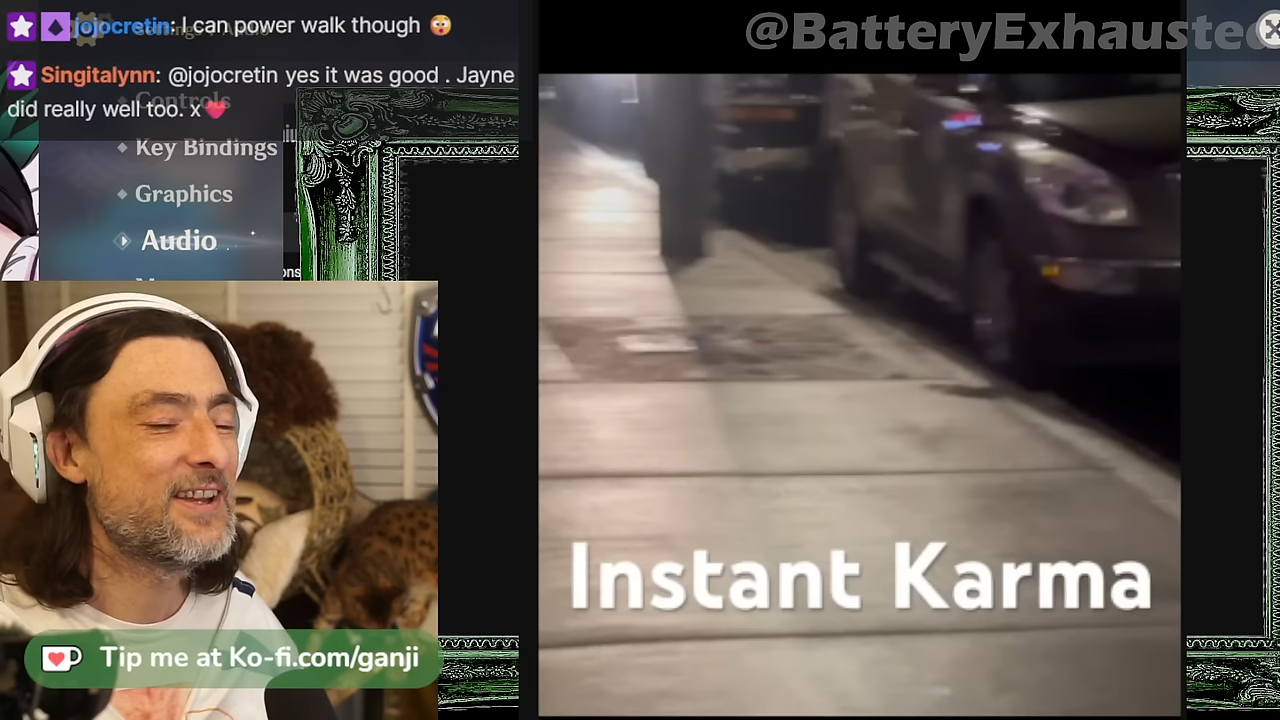 jojocretin: I can power walk though
Singitalynn: @jojocretin yes it was good . Jayne
did really well too. x
Controls
Key Bindings
Graphics
Audio
Tip me at Ko-fi.com/ganji
@BatteryExhausted
Instant Karma